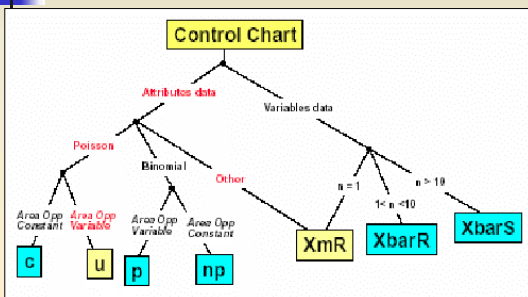 Control Chart
Attributes data
Variables data
Poisson
Binomial
Other
n = 1
1< n <10
n > 10
Area Opp
Constant
Area Opp
Variable
Area Opp
Variable
Area Opp
Constant
c
u
p
np
XmR
XbarR
XbarS